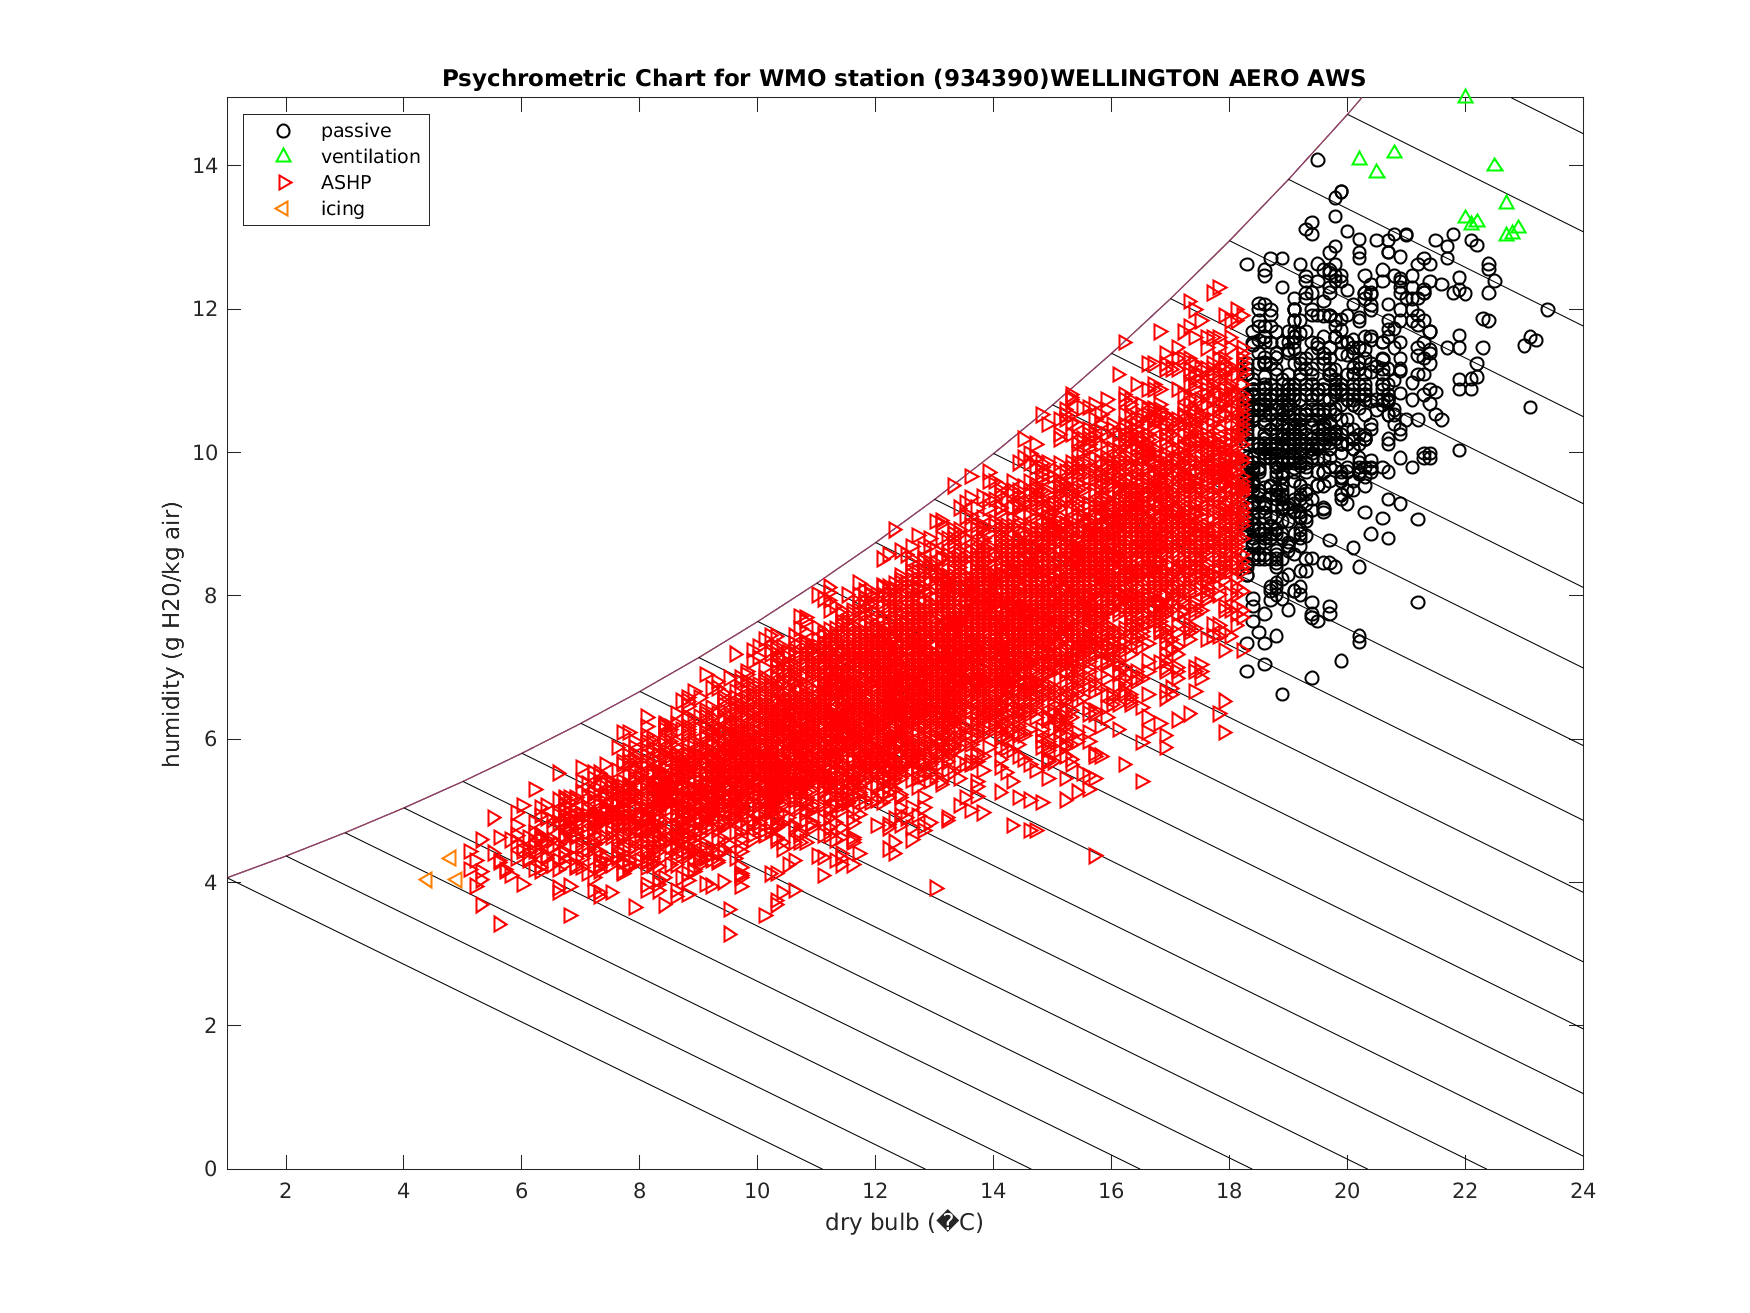 Psychrometric Chart for WMO station (934390)WELLINGTON AERO AWS
passive
ventilation
ASHP
icing
humidity (g H20/kg air)
14
12
10
8
6
4
2
0
2 4 6 8 10 12 14 16 18 20 22 24
dry bulb (�C)